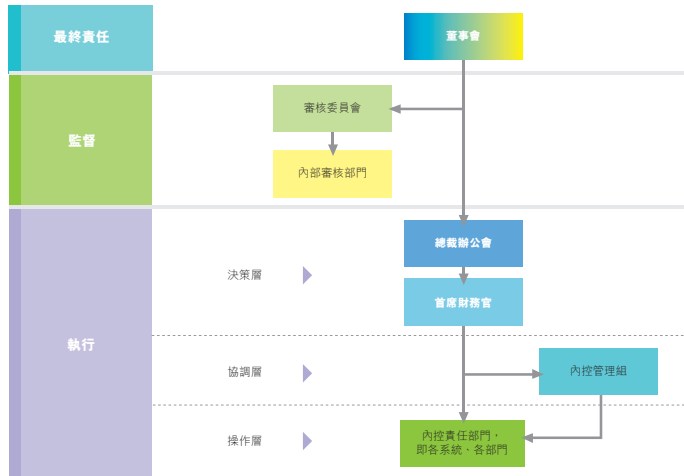 最終責任
董事會
監督
審核委員會
內部審核部門
執行
總裁辦公會
決策層
首席財務官
協調層
內控管理組
操作層
內控責任部門，
即各系統、各部門